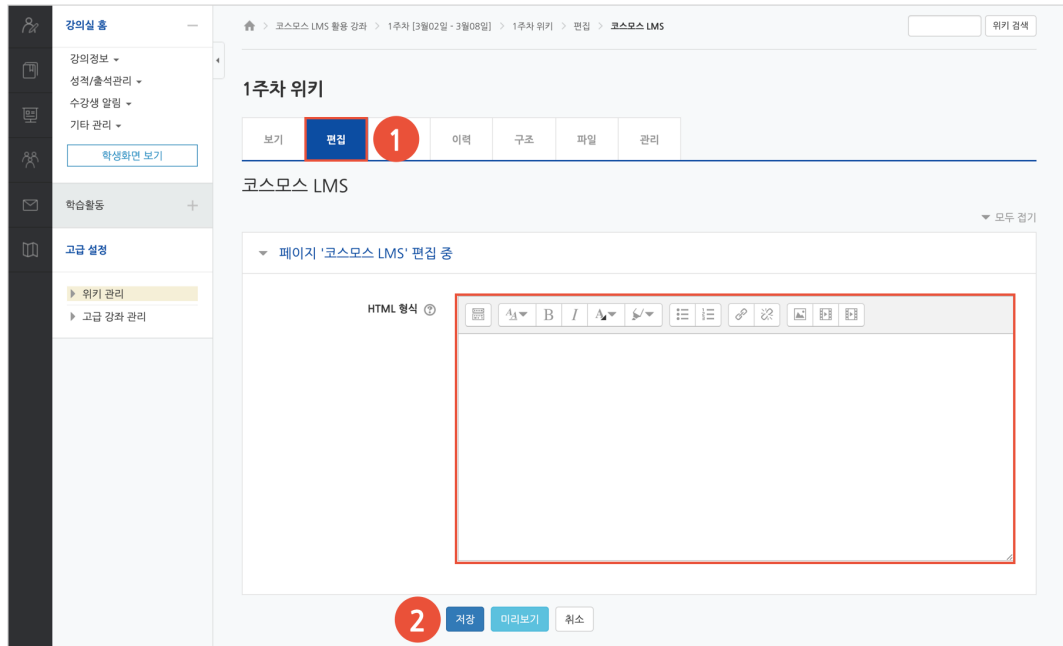 강의실 홈
강의정보
성적/출석관리
수강생 알림
기타 관리
학생화면 보기
학습활동
고급 설정
위키 관리
고급 강좌 관리
코스모스 LMS 활용 강좌 > 1주차 [3월02일 - 3월08일] > 1주차 위키 > 편집 > 코스모스 LMS
위키 검색
1주차 위키
보기 편집 1 이력 구조 파일 관리
코스모스 LMS
모두 접기
페이지 '코스모스 LMS' 편집 중
HTML 형식
B I
2 저장 미리보기 취소